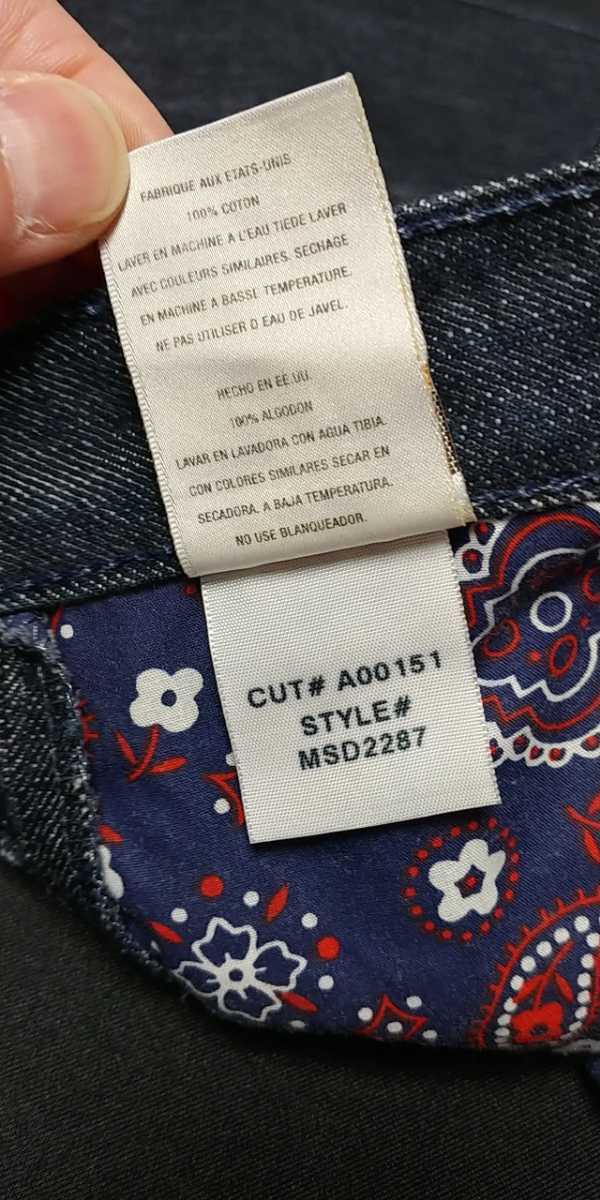 FABRIQUE AUX ETATS-UNIS
100% COTON
LAVER EN MACHINE A L'EAU TIEDE LAVER
AVEC COULEURS SIMILAIRES. SECHAGE
EN MACHINE A BASSE TEMPERATURE.
NE PAS UTILISER D EAU DE JAVEL.
HECHO EN EE.UU.
100% ALGODON
LAVAR EN LAVADORA CON AGUA TIBIA.
CON COLORES SIMILARES SECAR EN
SECADORA. A BAJA TEMPERATURA.
NO USE BLANQUEADOR.
CUT# A00151
STYLE#
MSD2287